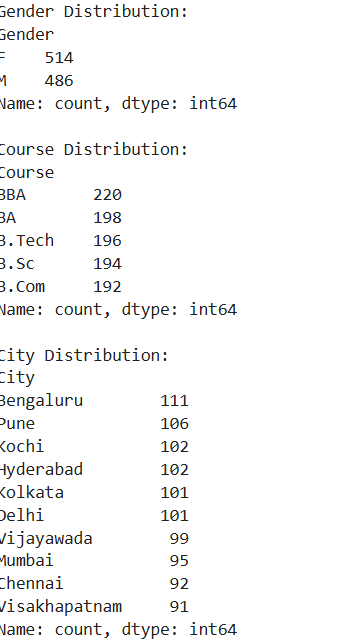 Gender Distribution:
Gender
F    514
M    486
Name: count, dtype: int64
Course Distribution:
Course
BBA       220
BA        198
B.Tech    196
B.Sc      194
B.Com     192
Name: count, dtype: int64
City Distribution:
City
Bengaluru        111
Pune             106
Kochi            102
Hyderabad        102
Kolkata          101
Delhi            101
Vijayawada        99
Mumbai            95
Chennai           92
Visakhapatnam     91
Name: count, dtype: int64